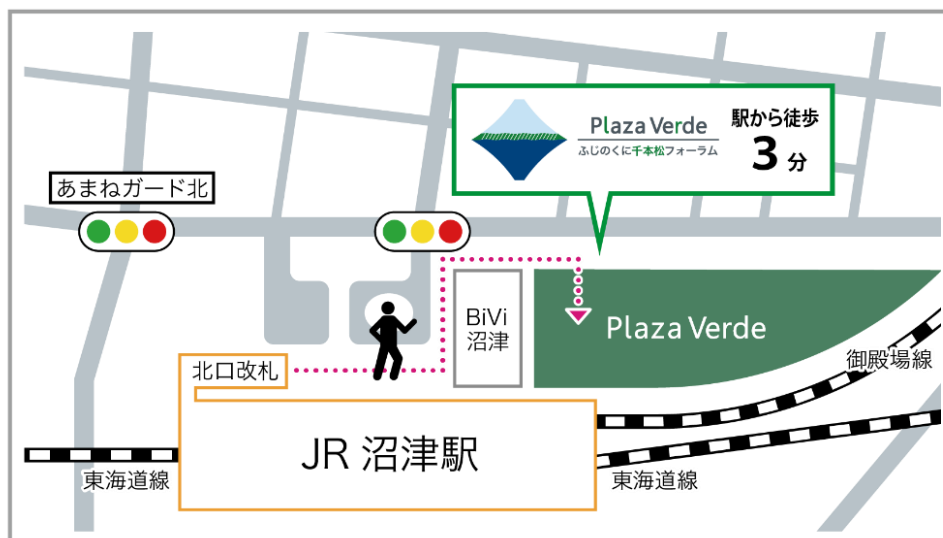 Plaza Verde
ふじのくに千本松フォーラム
駅から徒歩
3分
あまねガード北
BiVi
沼津
Plaza Verde
御殿場線
北口改札
JR 沼津駅
東海道線
東海道線